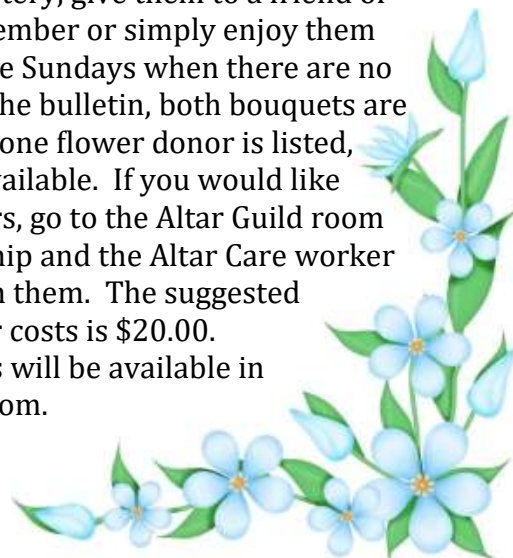 tery, give them to a friend or
ember or simply enjoy them
e Sundays when there are no
he bulletin, both bouquets are
one flower donor is listed,
vailable.  If you would like
rs, go to the Altar Guild room
hip and the Altar Care worker
n them.  The suggested
r costs is $20.00.
s will be available in
om.